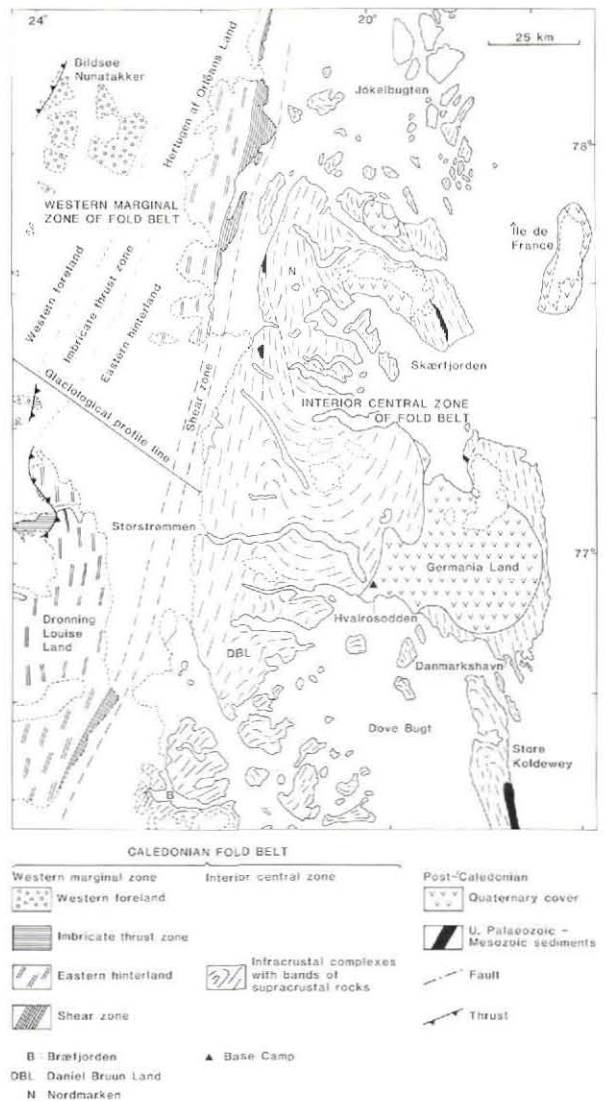 24°
20°
25 km
Bildsøe
Nunatakker
Hertugen af Orléans Land
Jökelbugten
78°
WESTERN MARGINAL
ZONE OF FOLD BELT
Île de
France
N
Western foreland
Imbricate thrust zone
Eastern hinterland
Shear zone
Glaciological profile line
Skærfjorden
INTERIOR CENTRAL ZONE
OF FOLD BELT
Storstrømmen
Germania Land
77°
Hvalrosodden
Dronning
Louise
Land
DBL
Danmarkshavn
Dove Bugt
Store
Koldewey
B
CALEDONIAN FOLD BELT
Western marginal zone
Interior central zone
Post-Caledonian
Western foreland
Quaternary cover
Imbricate thrust zone
U. Palaeozoic –
Mesozoic sediments
Eastern hinterland
Infracrustal complexes
with bands of
supracrustal rocks
Fault
Shear zone
Thrust
B : Bræfjorden
▲ Base Camp
DBL Daniel Bruun Land
N Nordmarken